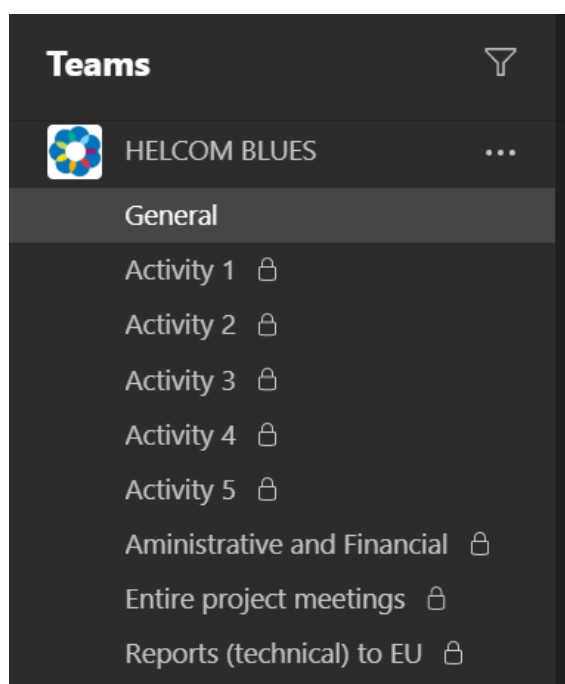 Teams
HELCOM BLUES
General
Activity 1
Activity 2
Activity 3
Activity 4
Activity 5
Aministrative and Financial
Entire project meetings
Reports (technical) to EU